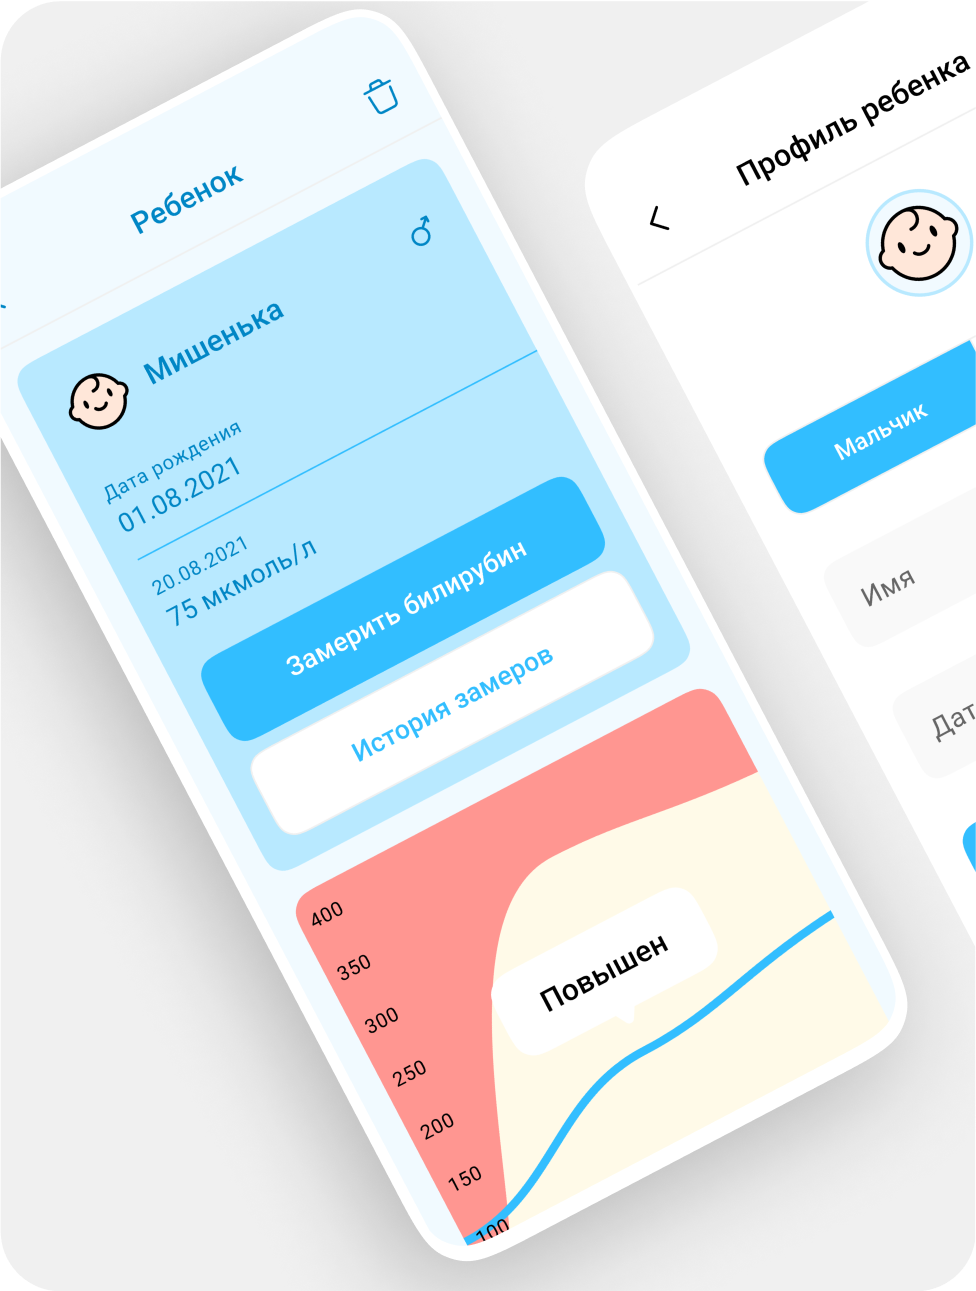 Ребенок
Мишенька
Дата рождения
01.08.2021
20.08.2021
75 мкмоль/л
Замерить билирубин
История замеров
400
350
300
250
200
150
100
Повышен
Профиль ребенка
Мальчик
Имя
Дат